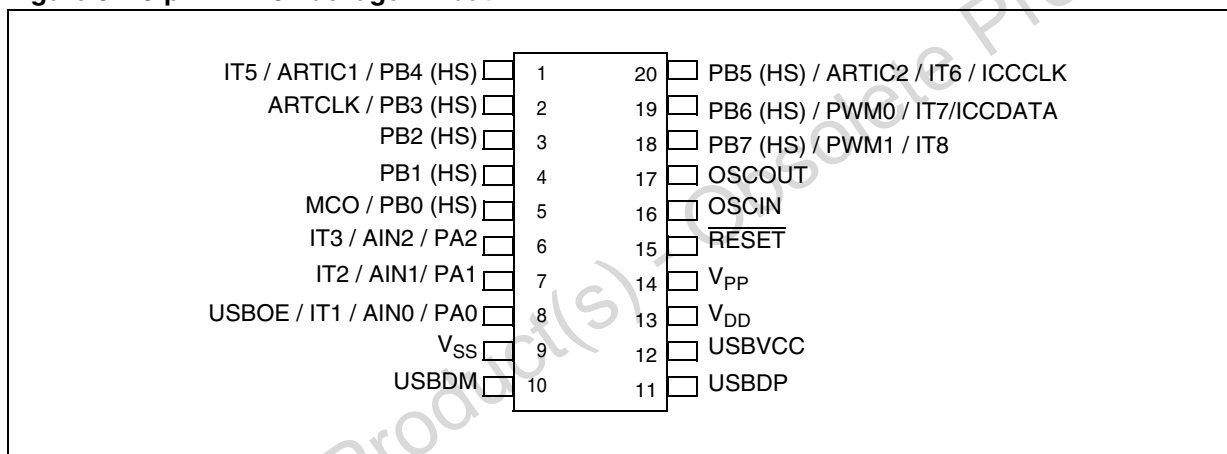 IT5 / ARTIC1 / PB4 (HS) 1 20 PB5 (HS) / ARTIC2 / IT6 / ICCCLK
ARTCLK / PB3 (HS) 2 19 PB6 (HS) / PWM0 / IT7/ICCDATA
PB2 (HS) 3 18 PB7 (HS) / PWM1 / IT8
PB1 (HS) 4 17 OSCOUT
MCO / PB0 (HS) 5 16 OSCIN
IT3 / AIN2 / PA2 6 15 RESET
IT2 / AIN1/ PA1 7 14 VPP
USBOE / IT1 / AIN0 / PA0 8 13 VDD
VSS 9 12 USBVCC
USBDM 10 11 USBDP
Product(s) - Obsolete